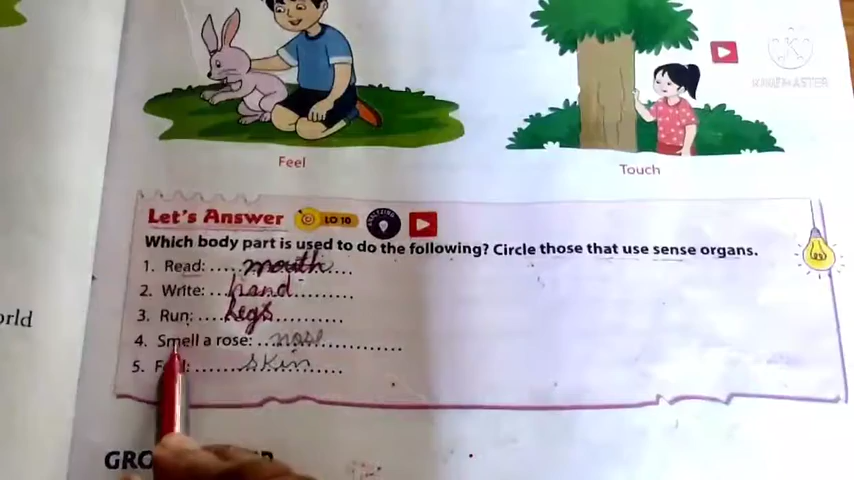 KINEMASTER
Feel
Touch
Let's Answer LO 10 ANALYZING
Which body part is used to do the following? Circle those that use sense organs.
1. Read: .....mouth....
2. Write: ...hand..........
3. Run: ....legs............
orld
4. Smell a rose: ..nose...............
5. Feel: ........skin......
GRO